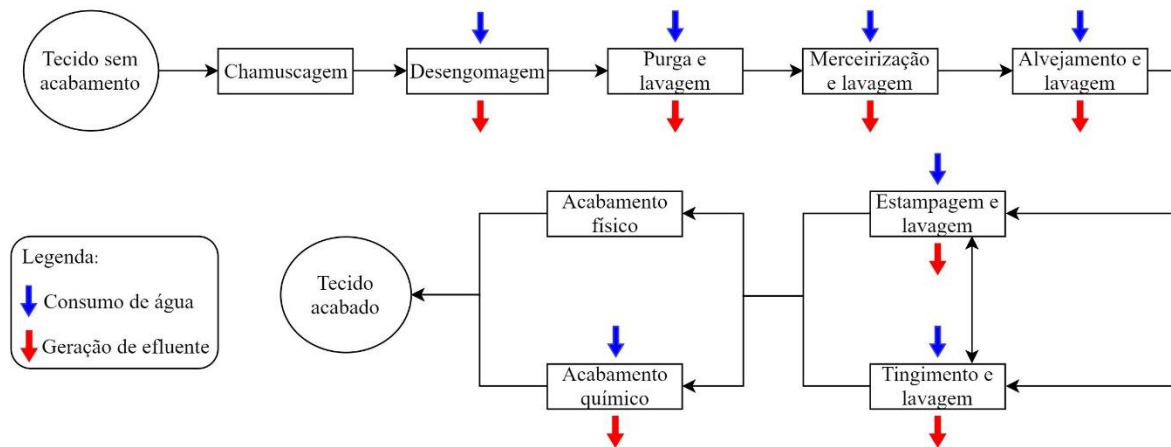 Tecido sem
acabamento
Chamuscagem
Desengomagem
Purga e
lavagem
Merceirização
e lavagem
Alvejamento e
lavagem
Estampagem e
lavagem
Tingimento e
lavagem
Acabamento
físico
Acabamento
químico
Tecido
acabado
Legenda:
Consumo de água
Geração de efluente